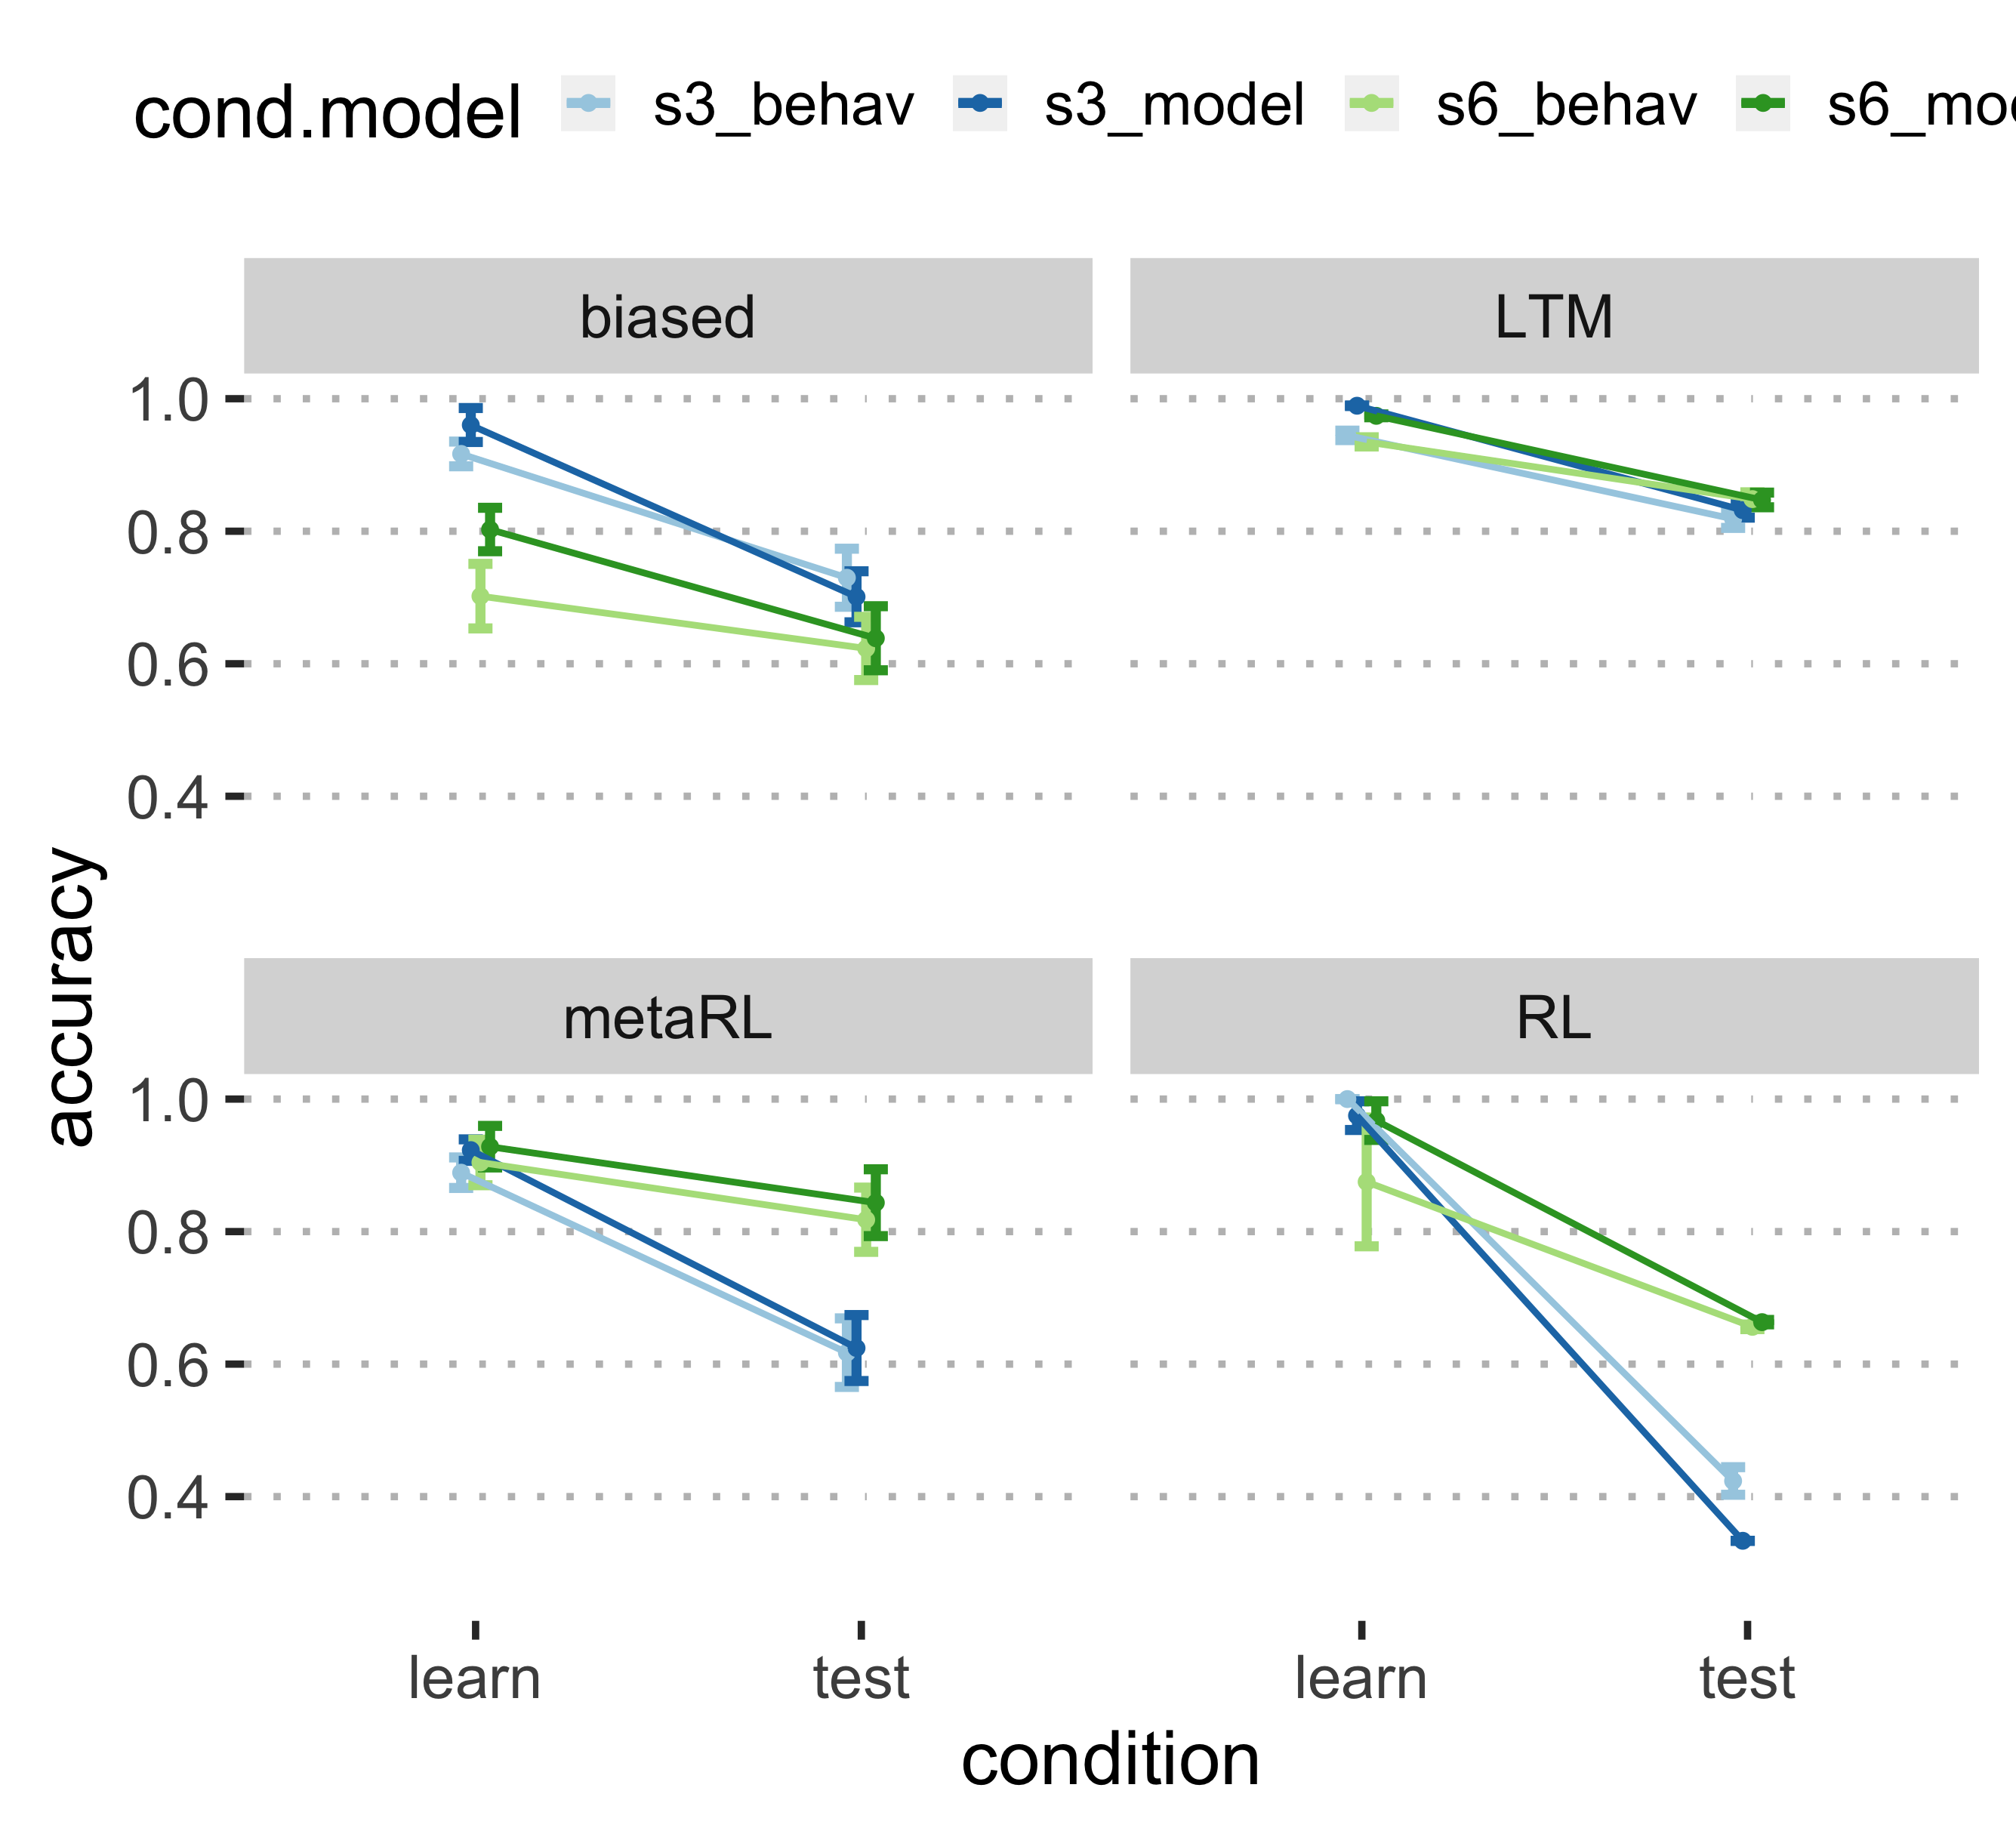 cond.model s3_behav s3_model s6_behav s6_mo
biased LTM
1.0
0.8
0.6
0.4
accuracy
metaRL RL
1.0
0.8
0.6
0.4
learn test learn test
condition